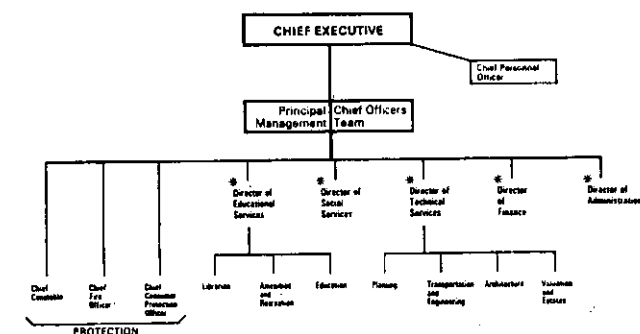 CHIEF EXECUTIVE
Chief Personnel
Officer
Principal Chief Officers
Management Team
* Director of
Educational
Services
* Director of
Social
Services
* Director of
Technical
Services
* Director
of
Finance
* Director of
Administration
Chief
Constable
Chief
Fire
Officer
Chief
Consumer
Protection
Officer
Libraries
Amenities
and
Recreation
Education
Planning
Transportation
and
Engineering
Architecture
Valuation
and
Estates
PROTECTION